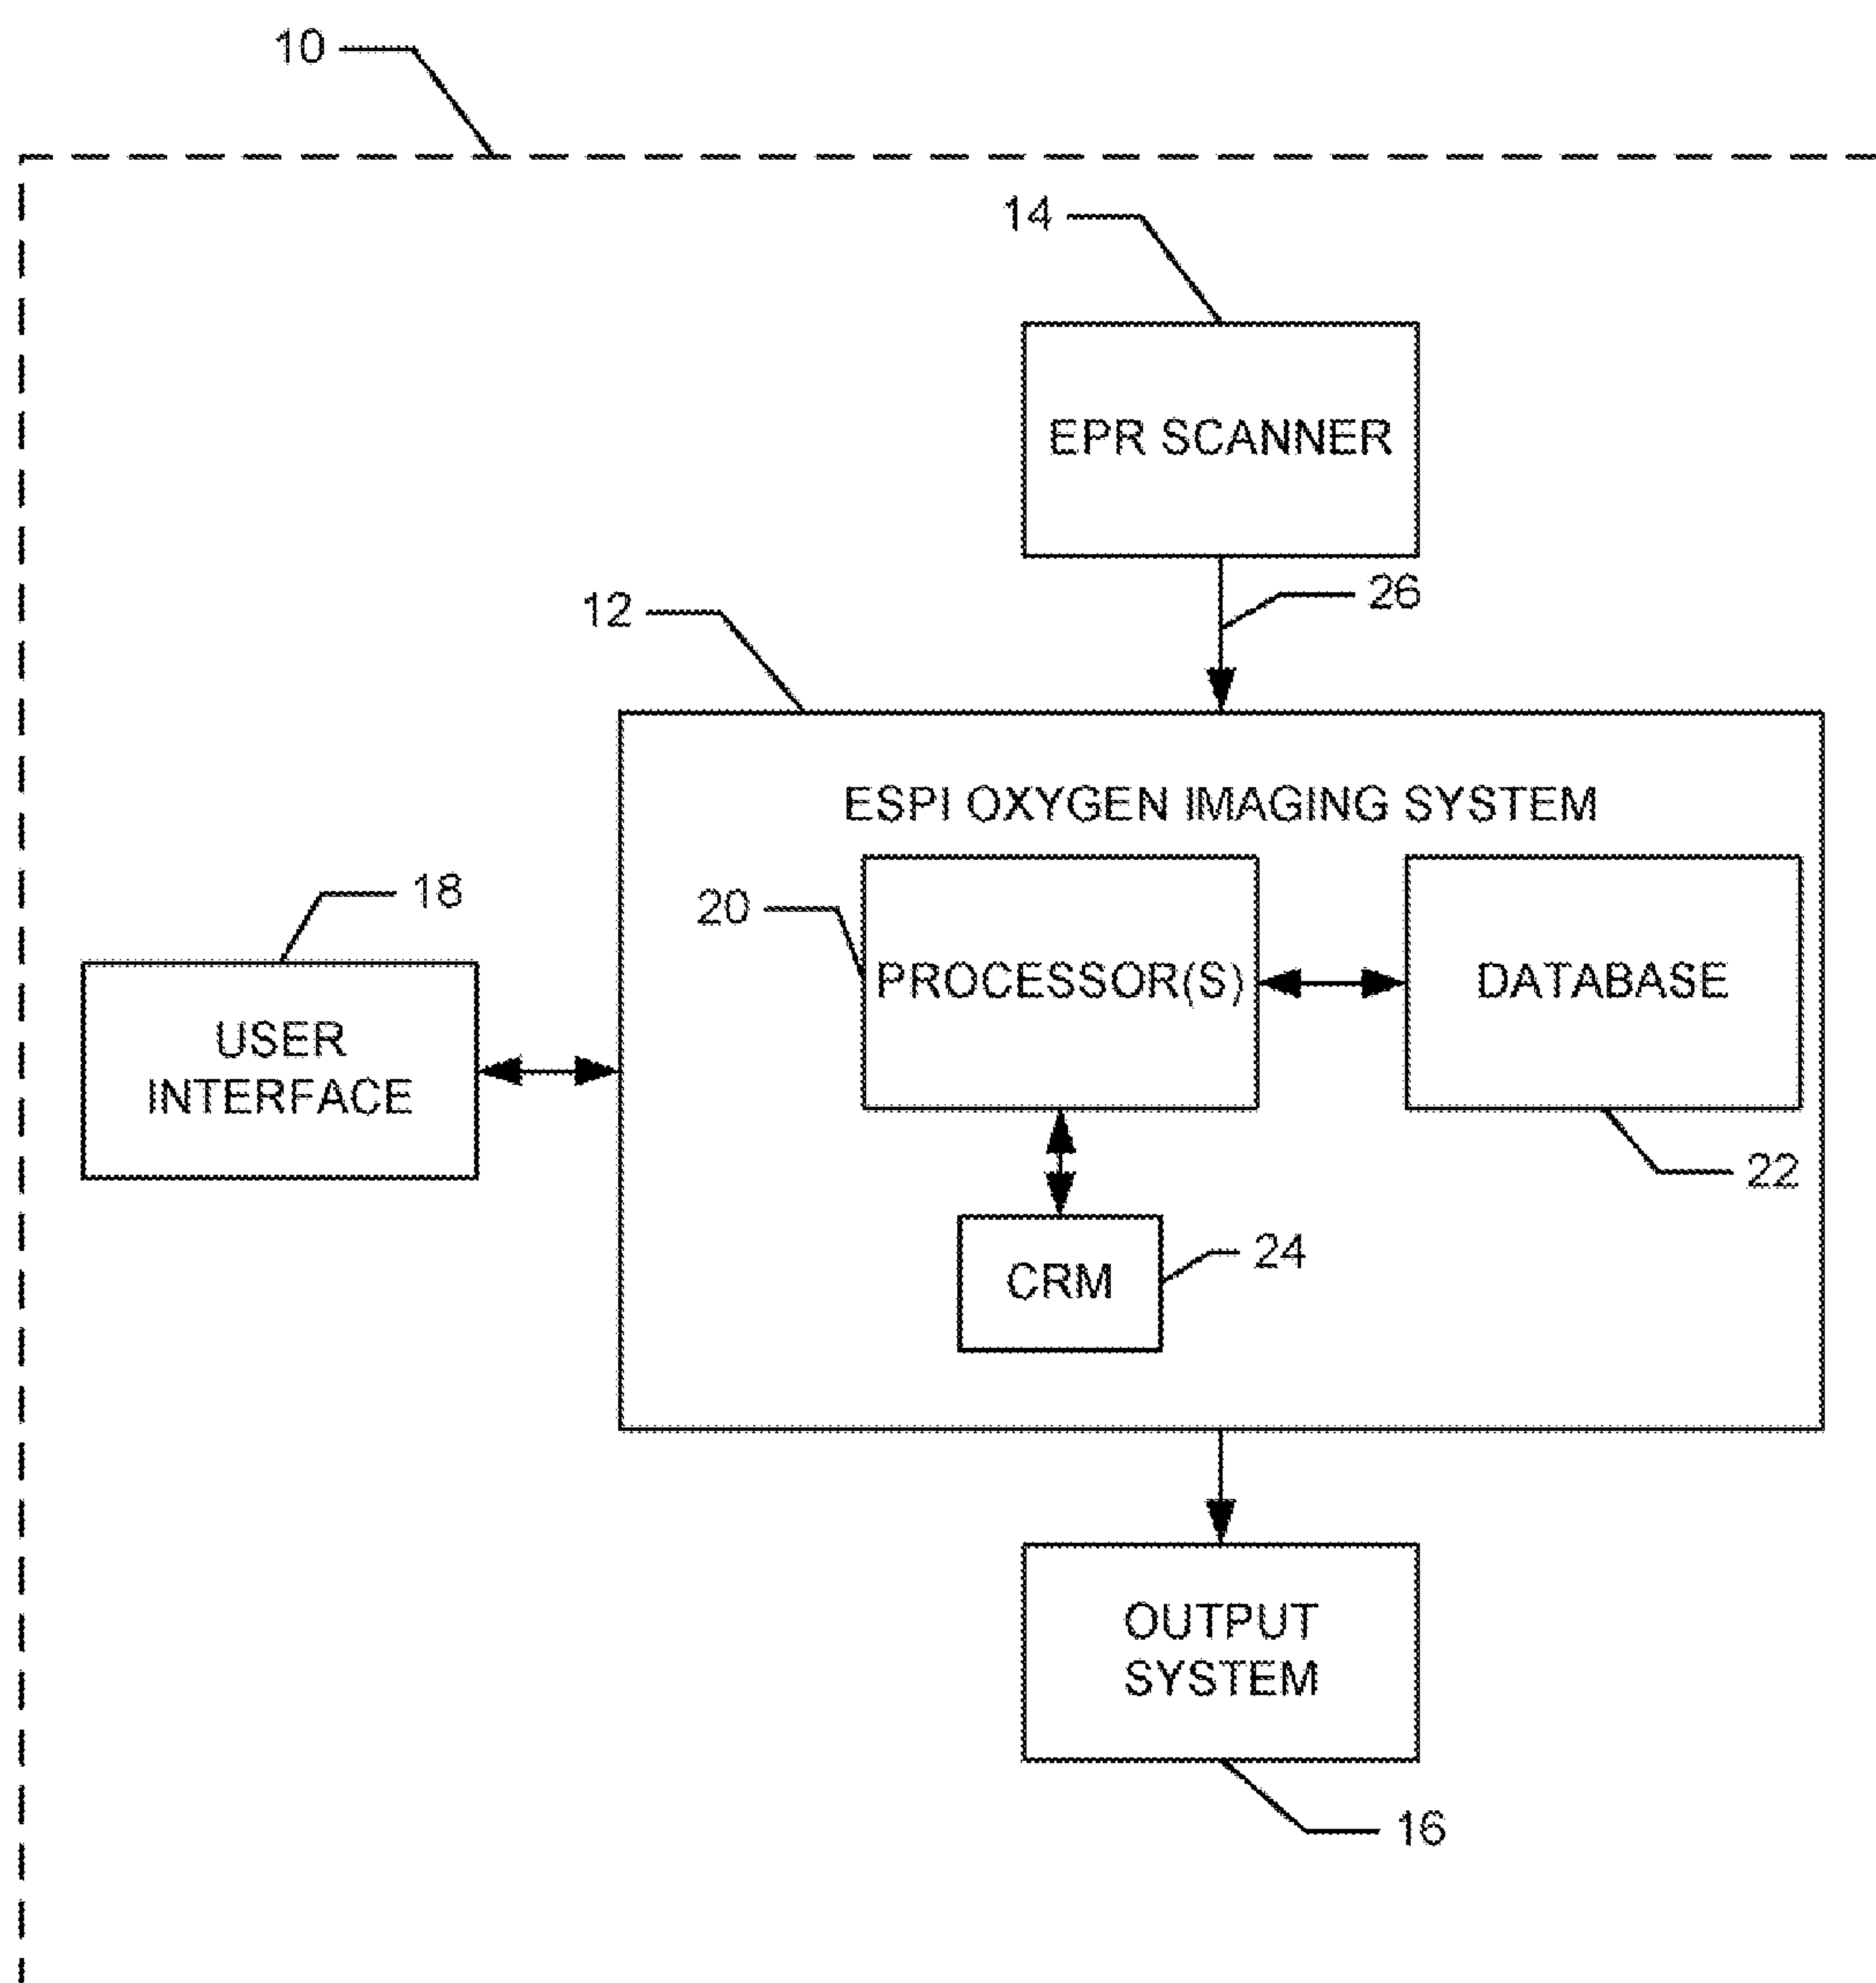 10
14
EPR SCANNER
26
12
ESPI OXYGEN IMAGING SYSTEM
18
20
PROCESSOR(S)
DATABASE
USER
INTERFACE
22
24
CRM
OUTPUT
SYSTEM
16